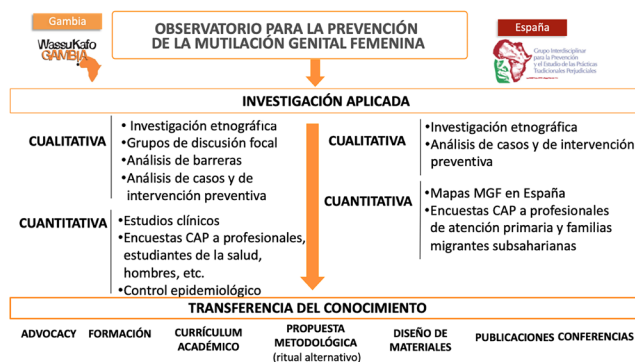 Gambia
WassuKafo
GAMBIA
OBSERVATORIO PARA LA PREVENCIÓN
DE LA MUTILACIÓN GENITAL FEMENINA
España
Grupo Interdisciplinar
para la Prevención
y el Estudio de las Prácticas
Tradicionales Perjudiciales
INVESTIGACIÓN APLICADA
CUALITATIVA
• Investigación etnográfica
• Grupos de discusión focal
• Análisis de barreras
• Análisis de casos y de
intervención preventiva
CUANTITATIVA
• Estudios clínicos
• Encuestas CAP a profesionales,
estudiantes de la salud,
hombres, etc.
• Control epidemiológico
CUALITATIVA
• Investigación etnográfica
• Análisis de casos y de intervención
preventiva
CUANTITATIVA
• Mapas MGF en España
• Encuestas CAP a profesionales
de atención primaria y familias
migrantes subsaharianas
TRANSFERENCIA DEL CONOCIMIENTO
ADVOCACY
FORMACIÓN
CURRÍCULUM
ACADÉMICO
PROPUESTA
METODOLÓGICA
(ritual alternativo)
DISEÑO DE
MATERIALES
PUBLICACIONES
CONFERENCIAS